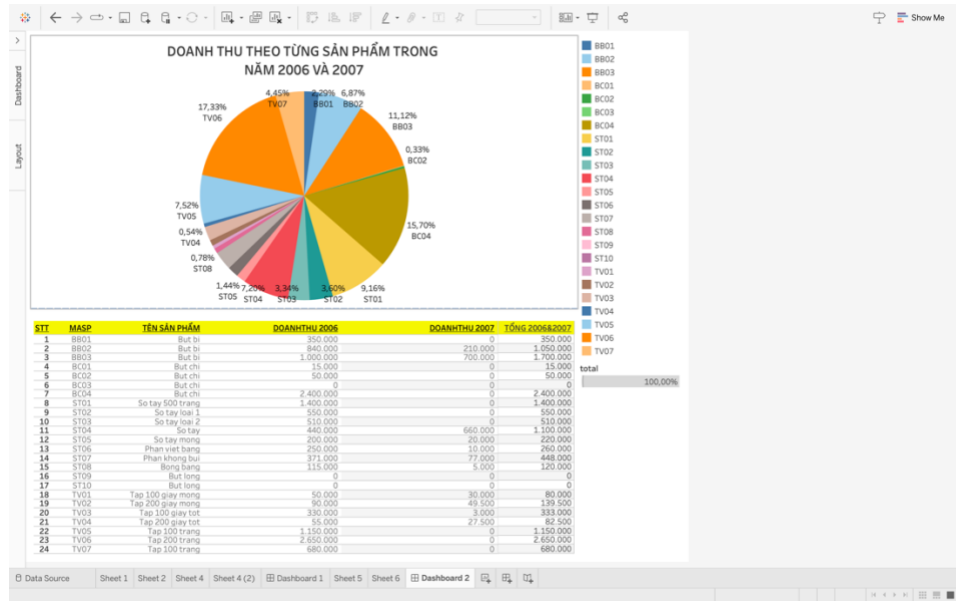 Show Me
Dashboard
Layout
DOANH THU THEO TỪNG SẢN PHẨM TRONG
NĂM 2006 VÀ 2007
4,45%
TV07
2,29%
BB01
6,87%
BB02
11,12%
BB03
0,33%
BC02
15,70%
BC04
9,16%
ST01
3,60%
ST02
3,34%
ST03
7,20%
ST04
1,44%
ST05
0,78%
ST08
0,54%
TV04
7,52%
TV05
17,33%
TV06
BB01
BB02
BB03
BC01
BC02
BC03
BC04
ST01
ST02
ST03
ST04
ST05
ST06
ST07
ST08
ST09
ST10
TV01
TV02
TV03
TV04
TV05
TV06
TV07
total
100,00%
STT MASP TÊN SẢN PHẨM DOANHTHU 2006 DOANHTHU 2007 TỔNG 2006&2007
1 BB01 But bi 350.000 0 350.000
2 BB02 But bi 840.000 210.000 1.050.000
3 BB03 But bi 1.000.000 700.000 1.700.000
4 BC01 But chi 15.000 0 15.000
5 BC02 But chi 50.000 0 50.000
6 BC03 But chi 0 0 0
7 BC04 But chi 2.400.000 0 2.400.000
8 ST01 So tay 500 trang 1.400.000 0 1.400.000
9 ST02 So tay loai 1 550.000 0 550.000
10 ST03 So tay loai 2 510.000 0 510.000
11 ST04 So tay 440.000 660.000 1.100.000
12 ST05 So tay mong 200.000 20.000 220.000
13 ST06 Phan viet bang 250.000 10.000 260.000
14 ST07 Phan khong bui 371.000 77.000 448.000
15 ST08 Bong bang 115.000 5.000 120.000
16 ST09 But long 0 0 0
17 ST10 But long 0 0 0
18 TV01 Tap 100 giay mong 50.000 30.000 80.000
19 TV02 Tap 200 giay mong 90.000 49.500 139.500
20 TV03 Tap 100 giay tot 330.000 3.000 333.000
21 TV04 Tap 200 giay tot 55.000 27.500 82.500
22 TV05 Tap 100 trang 1.150.000 0 1.150.000
23 TV06 Tap 200 trang 2.650.000 0 2.650.000
24 TV07 Tap 100 trang 680.000 0 680.000
Data Source Sheet 1 Sheet 2 Sheet 4 Sheet 4 (2) Dashboard 1 Sheet 5 Sheet 6 Dashboard 2